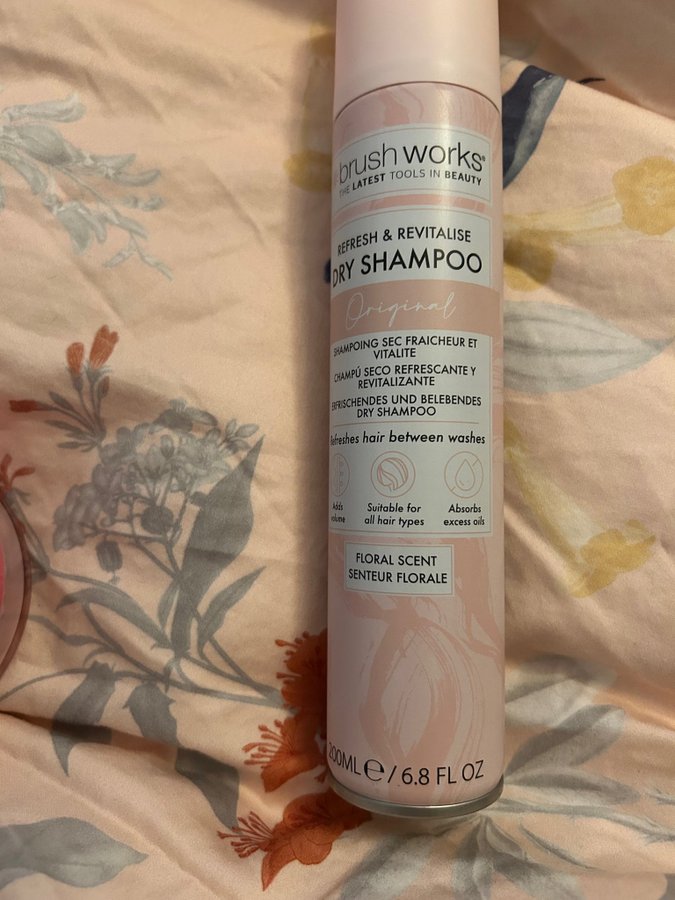 brush works®
THE LATEST TOOLS IN BEAUTY
REFRESH & REVITALISE
DRY SHAMPOO
Original
SHAMPOING SEC FRAICHEUR ET
VITALITE
CHAMPÚ SECO REFRESCANTE Y
REVITALIZANTE
ERFRISCHENDES UND BELEBENDES
DRY SHAMPOO
Refreshes hair between washes
Adds
volume
Suitable for
all hair types
Absorbs
excess oils
FLORAL SCENT
SENTEUR FLORALE
200ML ℮ / 6.8 FL OZ